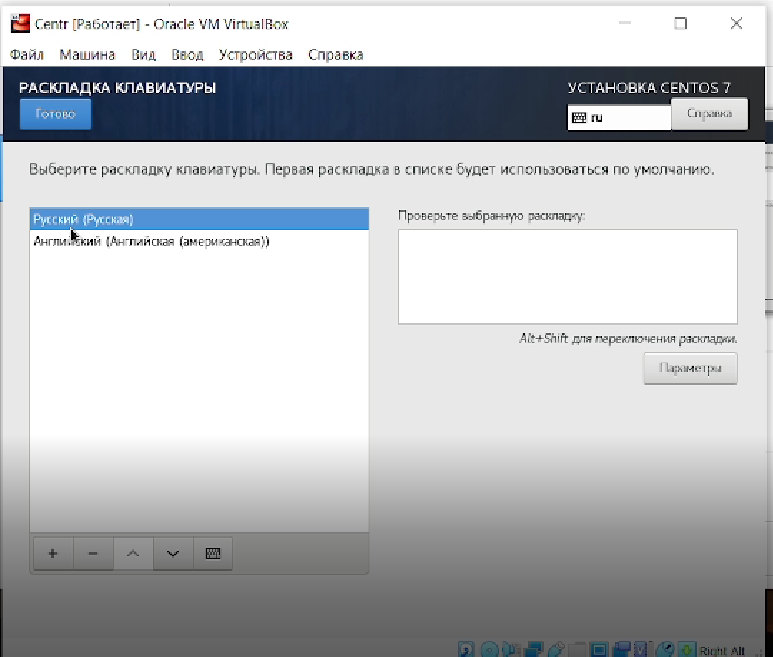 Centr [Работает] - Oracle VM VirtualBox
Файл Машина Вид Ввод Устройства Справка
РАСКЛАДКА КЛАВИАТУРЫ
УСТАНОВКА CENTOS 7
Готово
ru
Справка
Выберите раскладку клавиатуры. Первая раскладка в списке будет использоваться по умолчанию.
Русский (Русская)
Английский (Английская (американская))
Проверьте выбранную раскладку:
Alt+Shift для переключения раскладки.
Параметры
Right Alt